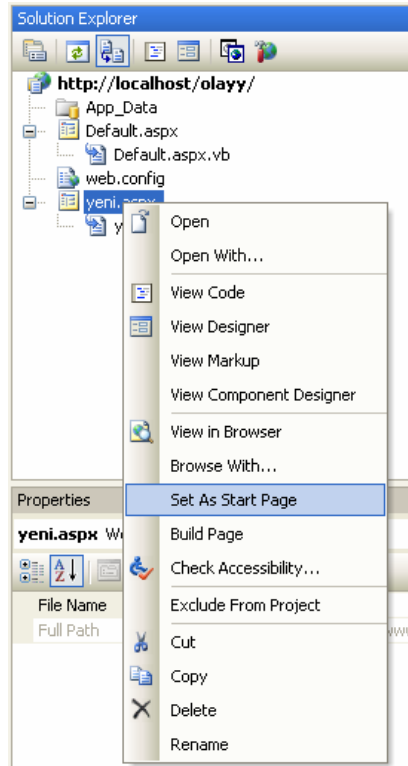 Solution Explorer
http://localhost/olayy/
App_Data
Default.aspx
Default.aspx.vb
web.config
yeni.aspx
y
Open
Open With...
View Code
View Designer
View Markup
View Component Designer
View in Browser
Browse With...
Properties
Set As Start Page
yeni.aspx
Build Page
Check Accessibility...
File Name
Exclude From Project
Full Path
Cut
Copy
Delete
Rename